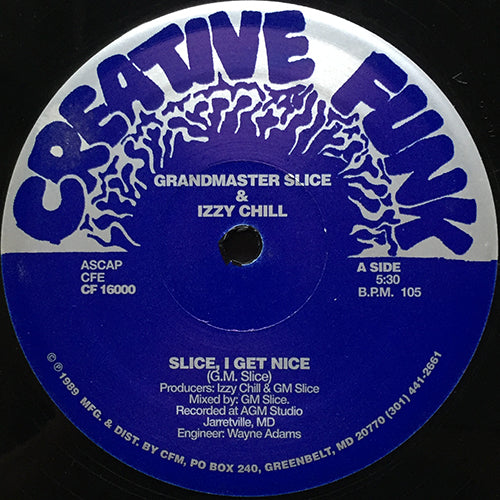 CREATIVE FUNK
GRANDMASTER SLICE
&
IZZY CHILL
ASCAP
CFE
CF 16000
A SIDE
5:30
B.P.M. 105
SLICE, I GET NICE
(G.M. Slice)
Producers: Izzy Chill & GM Slice
Mixed by: GM Slice.
Recorded at AGM Studio
Jarretville, MD
Engineer: Wayne Adams
© ℗ 1989 MFG. & DIST. BY CFM, PO BOX 240, GREENBELT, MD 20770 (301) 441-2661